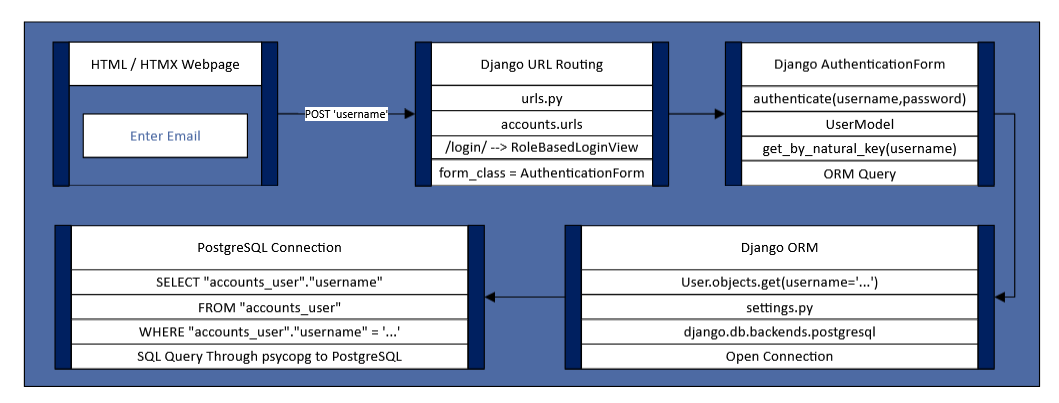 HTML / HTMX Webpage
Enter Email
POST 'username'
Django URL Routing
urls.py
accounts.urls
/login/ --> RoleBasedLoginView
form_class = AuthenticationForm
Django AuthenticationForm
authenticate(username,password)
UserModel
get_by_natural_key(username)
ORM Query
Django ORM
User.objects.get(username='...')
settings.py
django.db.backends.postgresql
Open Connection
PostgreSQL Connection
SELECT "accounts_user"."username"
FROM "accounts_user"
WHERE "accounts_user"."username" = '...'
SQL Query Through psycopg to PostgreSQL